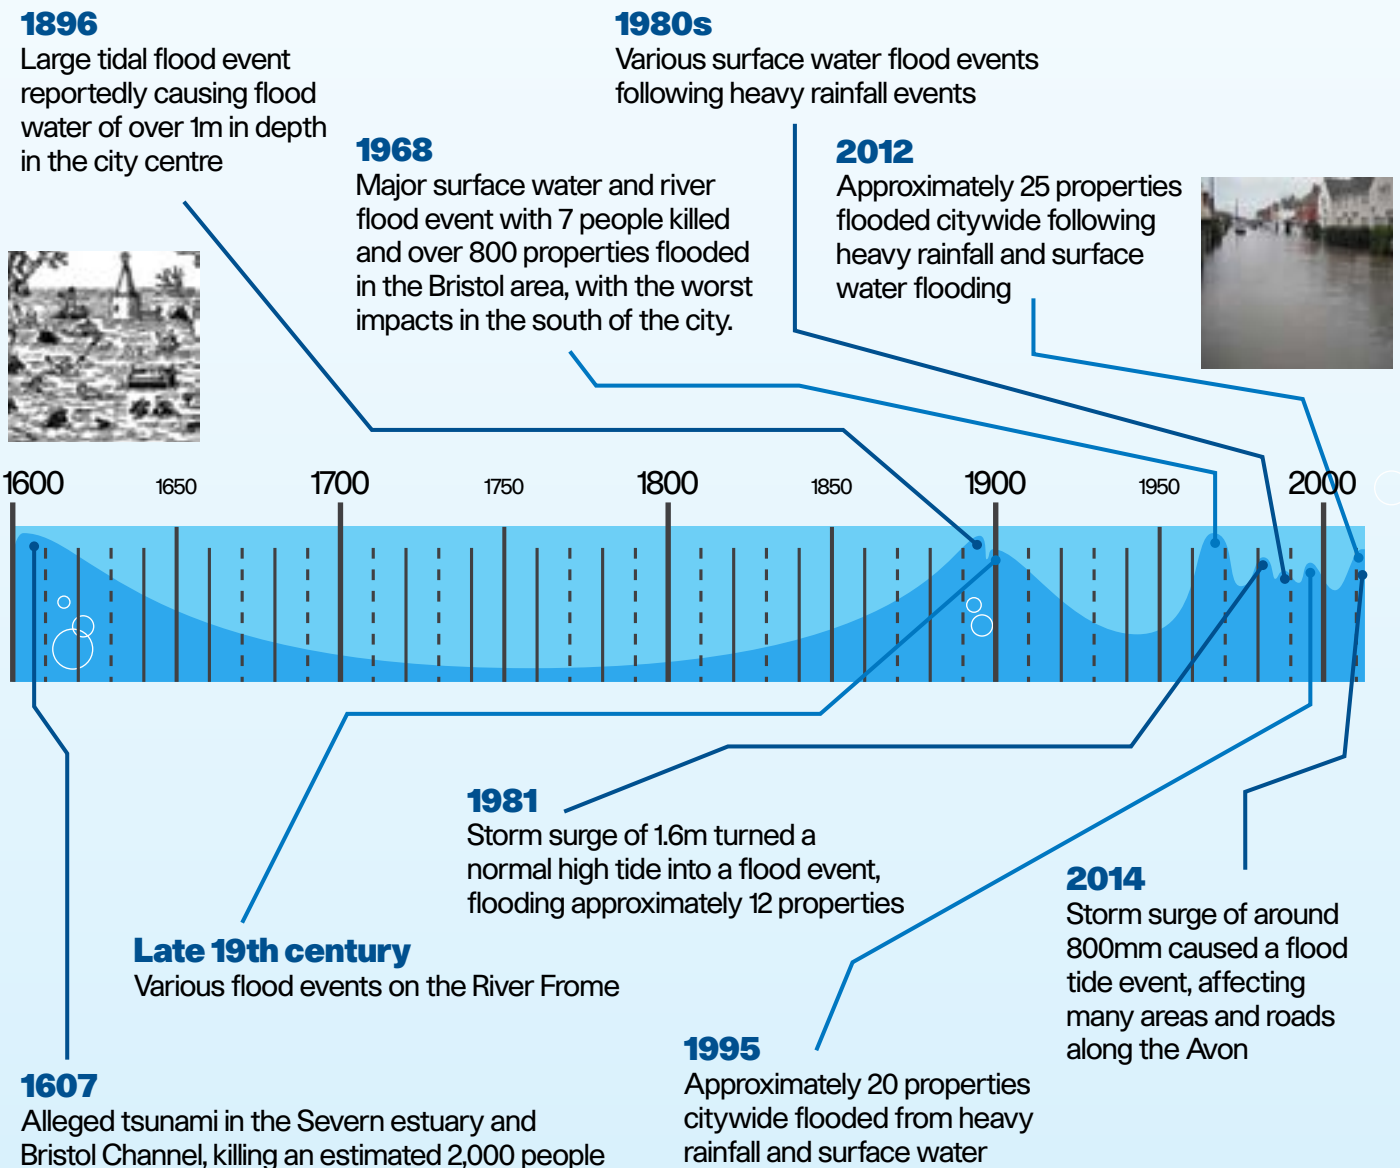 1896
Large tidal flood event
reportedly causing flood
water of over 1m in depth
in the city centre
1968
Major surface water and river
flood event with 7 people killed
and over 800 properties flooded
in the Bristol area, with the worst
impacts in the south of the city.
1980s
Various surface water flood events
following heavy rainfall events
2012
Approximately 25 properties
flooded citywide following
heavy rainfall and surface
water flooding
1600 1650 1700 1750 1800 1850 1900 1950 2000
1981
Storm surge of 1.6m turned a
normal high tide into a flood event,
flooding approximately 12 properties
2014
Storm surge of around
800mm caused a flood
tide event, affecting
many areas and roads
along the Avon
Late 19th century
Various flood events on the River Frome
1995
Approximately 20 properties
citywide flooded from heavy
rainfall and surface water
1607
Alleged tsunami in the Severn estuary and
Bristol Channel, killing an estimated 2,000 people